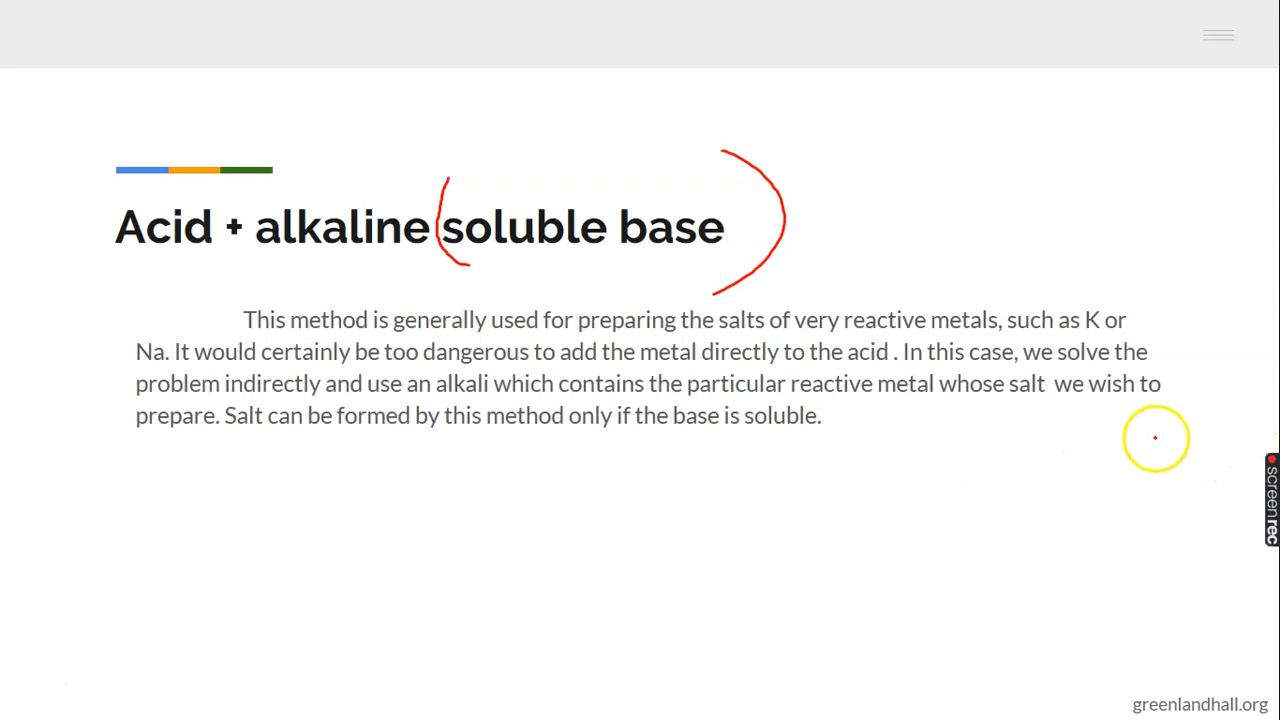 Acid + alkaline soluble base
This method is generally used for preparing the salts of very reactive metals, such as K or
Na. It would certainly be too dangerous to add the metal directly to the acid . In this case, we solve the
problem indirectly and use an alkali which contains the particular reactive metal whose salt  we wish to
prepare. Salt can be formed by this method only if the base is soluble.
screenrec
greenlandhall.org